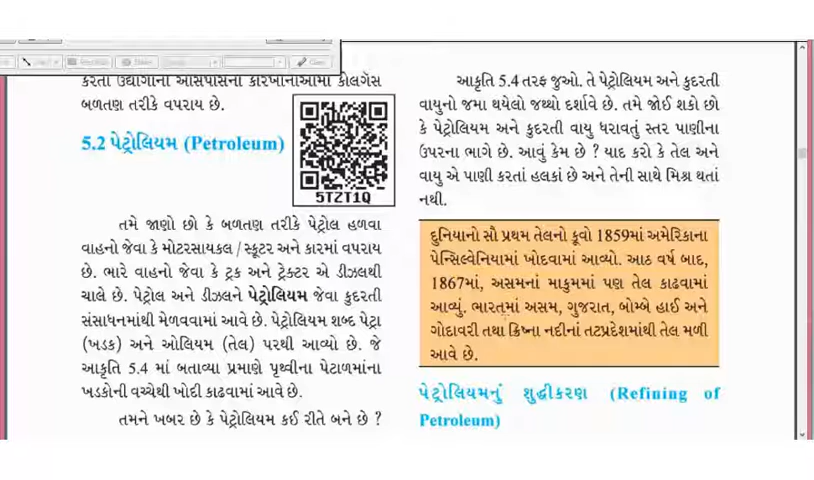 કરતા ઉદ્યોગોની આસપાસના કારખાનાઓમાં કોલગૅસ
બળતણ તરીકે વપરાય છે.
5.2 પેટ્રોલિયમ (Petroleum)
5TZT1Q
તમે જાણો છો કે બળતણ તરીકે પેટ્રોલ હળવા
વાહનો જેવા કે મોટરસાયકલ / સ્કૂટર અને કારમાં વપરાય
છે. ભારે વાહનો જેવા કે ટ્રક અને ટ્રેક્ટર એ ડીઝલથી
ચાલે છે. પેટ્રોલ અને ડીઝલને પેટ્રોલિયમ જેવા કુદરતી
સંસાધનમાંથી મેળવવામાં આવે છે. પેટ્રોલિયમ શબ્દ પેટ્રા
(ખડક) અને ઓલિયમ (તેલ) પરથી આવ્યો છે. જે
આકૃતિ 5.4 માં બતાવ્યા પ્રમાણે પૃથ્વીના પેટાળમાંના
ખડકોની વચ્ચેથી ખોદી કાઢવામાં આવે છે.
તમને ખબર છે કે પેટ્રોલિયમ કઈ રીતે બને છે ?
આકૃતિ 5.4 તરફ જુઓ. તે પેટ્રોલિયમ અને કુદરતી
વાયુનો જમા થયેલો જથ્થો દર્શાવે છે. તમે જોઈ શકો છો
કે પેટ્રોલિયમ અને કુદરતી વાયુ ધરાવતું સ્તર પાણીના
ઉપરના ભાગે છે. આવું કેમ છે ? યાદ કરો કે તેલ અને
વાયુ એ પાણી કરતાં હલકાં છે અને તેની સાથે મિશ્ર થતાં
નથી.
દુનિયાનો સૌ પ્રથમ તેલનો કૂવો 1859માં અમેરિકાના
પેન્સિલ્વેનિયામાં ખોદવામાં આવ્યો. આઠ વર્ષ બાદ,
1867માં, અસમનાં માકુમમાં પણ તેલ કાઢવામાં
આવ્યું. ભારતમાં અસમ, ગુજરાત, બોમ્બે હાઈ અને
ગોદાવરી તથા ક્રિષ્ના નદીનાં તટપ્રદેશમાંથી તેલ મળી
આવે છે.
પેટ્રોલિયમનું શુદ્ધીકરણ (Refining of
Petroleum)